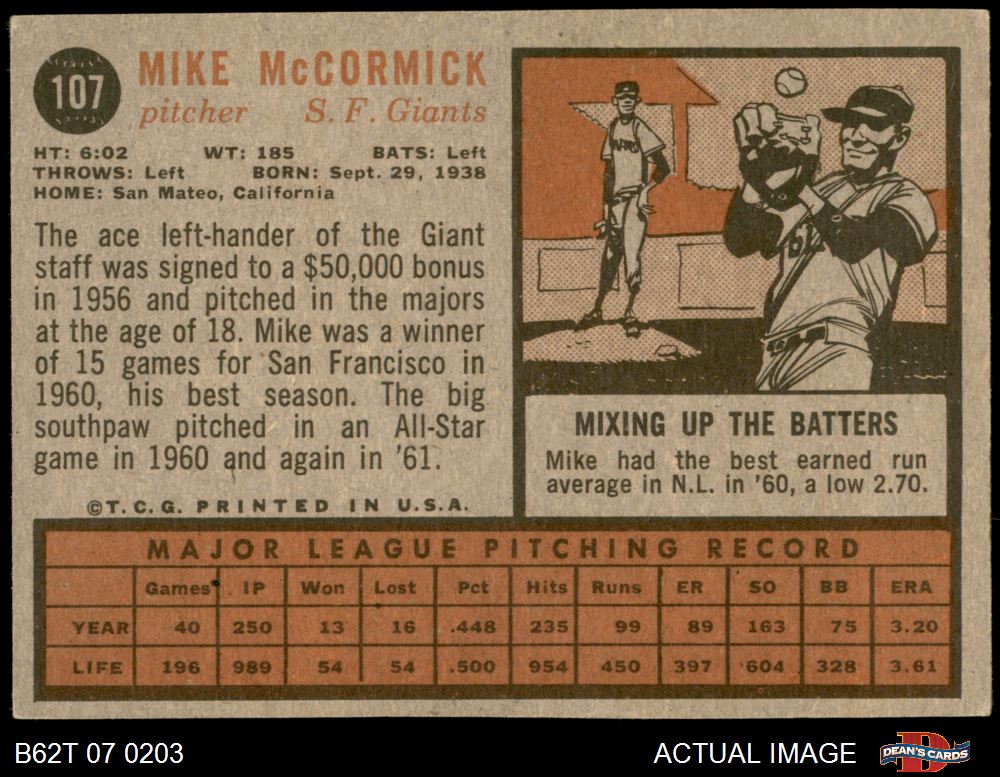 107
MIKE McCORMICK
pitcher S. F. Giants
HT: 6:02 WT: 185 BATS: Left
THROWS: Left BORN: Sept. 29, 1938
HOME: San Mateo, California
The ace left-hander of the Giant
staff was signed to a $50,000 bonus
in 1956 and pitched in the majors
at the age of 18. Mike was a winner
of 15 games for San Francisco in
1960, his best season. The big
southpaw pitched in an All-Star
game in 1960 and again in '61.
©T. C. G. PRINTED IN U.S.A.
MIXING UP THE BATTERS
Mike had the best earned run
average in N.L. in '60, a low 2.70.
MAJOR LEAGUE PITCHING RECORD
Games IP Won Lost Pct Hits Runs ER SO BB ERA
YEAR 40 250 13 16 .448 235 99 89 163 75 3.20
LIFE 196 989 54 54 .500 954 450 397 604 328 3.61
B62T 07 0203 ACTUAL IMAGE DEAN'S CARDS